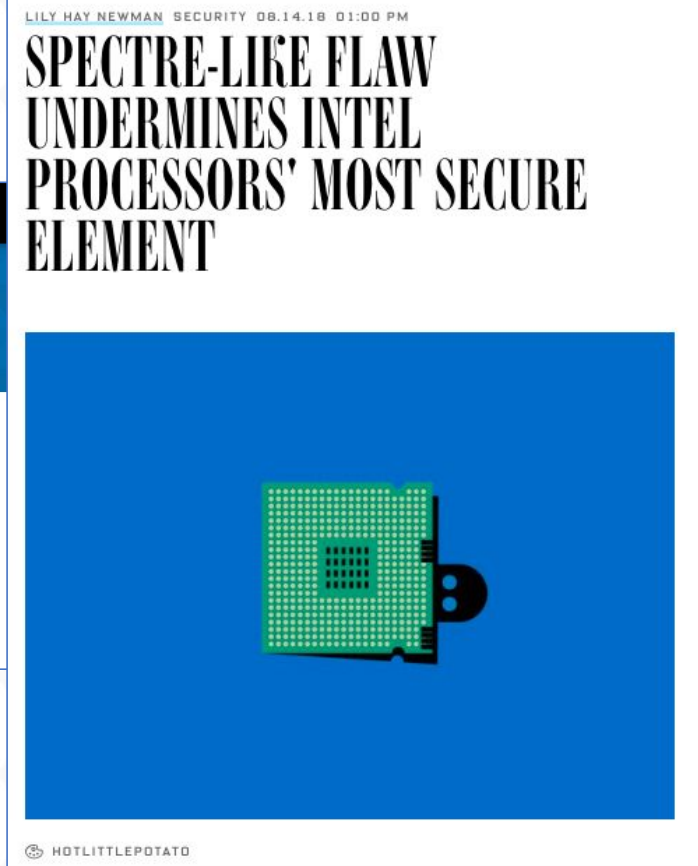 LILY HAY NEWMAN SECURITY 08.14.18 01:00 PM
SPECTRE-LIKE FLAW
UNDERMINES INTEL
PROCESSORS' MOST SECURE
ELEMENT
HOTLITTLEPOTATO